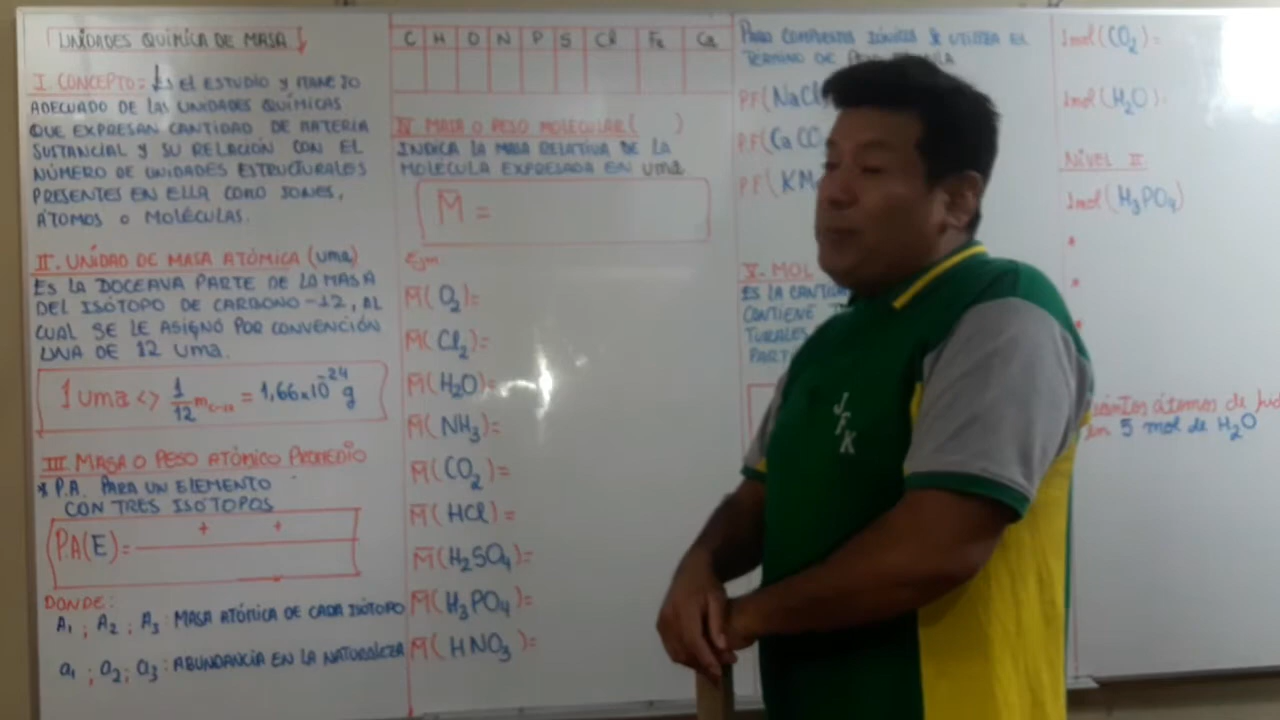 UNIDADES QUÍMICA DE MASA
I. CONCEPTO: ES EL ESTUDIO Y MANEJO
ADECUADO DE LAS UNIDADES QUÍMICAS
QUE EXPRESAN CANTIDAD DE MATERIA
SUSTANCIAL Y SU RELACIÓN CON EL
NÚMERO DE UNIDADES ESTRUCTURALES
PRESENTES EN ELLA COMO IONES,
ÁTOMOS O MOLÉCULAS.
II. UNIDAD DE MASA ATÓMICA (uma)
ES LA DOCEAVA PARTE DE LA MASA
DEL ISÓTOPO DE CARBONO-12, AL
CUAL SE LE ASIGNÓ POR CONVENCIÓN
UNA DE 12 uma.
1 uma <> 1/12 m_C-12 = 1,66x10^-24 g
III MASA O PESO ATÓMICO PROMEDIO
* P.A. PARA UN ELEMENTO
CON TRES ISÓTOPOS
P.A(E) = + +
DONDE:
A₁ ; A₂ ; A₃ : MASA ATÓMICA DE CADA ISÓTOPO
a₁ ; a₂ ; a₃ : ABUNDANCIA EN LA NATURALEZA
C H O N P S Cl Fe Ca
IV MASA O PESO MOLECULAR ( )
INDICA LA MASA RELATIVA DE LA
MOLÉCULA EXPRESADA EN uma
M̄ =
Ejm
M̄(O₂)=
M̄(Cl₂)=
M̄(H₂O)=
M̄(NH₃)=
M̄(CO₂)=
M̄(HCl)=
M̄(H₂SO₄)=
M̄(H₃PO₄)=
M̄(HNO₃)=
PARA COMPUESTOS IÓNICOS SE UTILIZA EL
TÉRMINO DE PESO
P.F(NaCl
P.F(CaCO
P.F(KM
V. MOL
ES LA
CONTIENE
TURALES
PART
1mol(CO₂)=
1mol(H₂O)=
NIVEL II
1mol(H₃PO₄)
átomos de
en 5 mol de H₂O
J
F
K